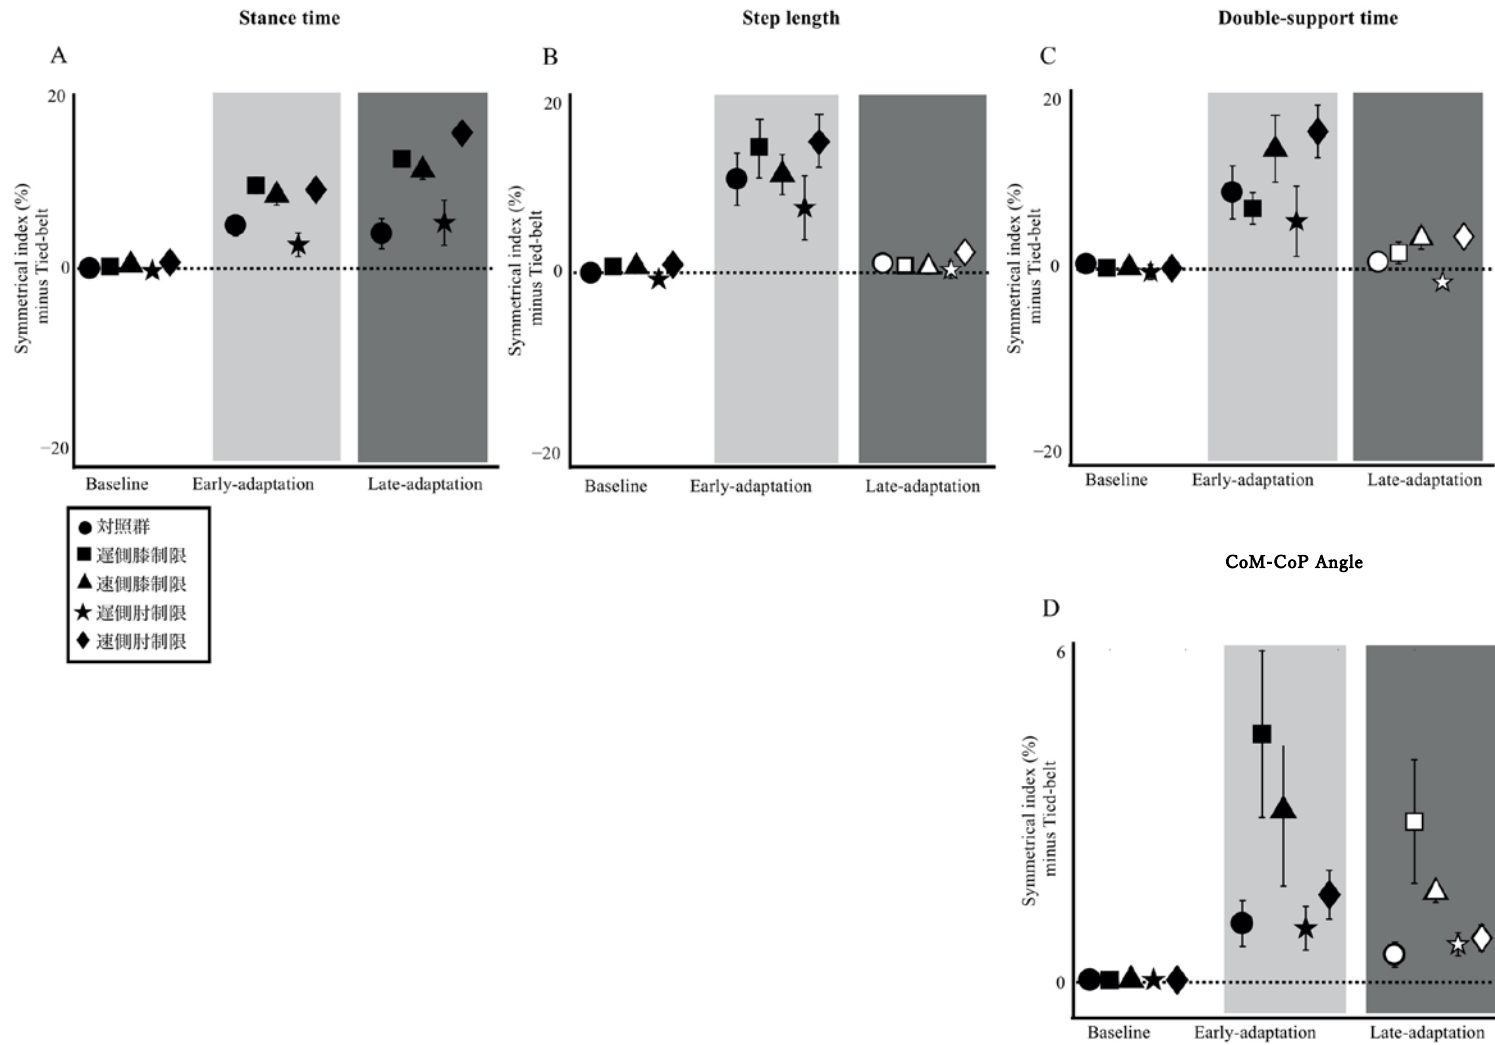 Stance time
A
20
0
−20
Symmetrical index (%)
minus Tied-belt
Baseline
Early-adaptation
Late-adaptation
Step length
B
20
0
−20
Symmetrical index (%)
minus Tied-belt
Baseline
Early-adaptation
Late-adaptation
Double-support time
C
20
0
−20
Symmetrical index (%)
minus Tied-belt
Baseline
Early-adaptation
Late-adaptation
対照群
遅側膝制限
速側膝制限
遅側肘制限
速側肘制限
CoM-CoP Angle
D
6
0
Symmetrical index (%)
minus Tied-belt
Baseline
Early-adaptation
Late-adaptation